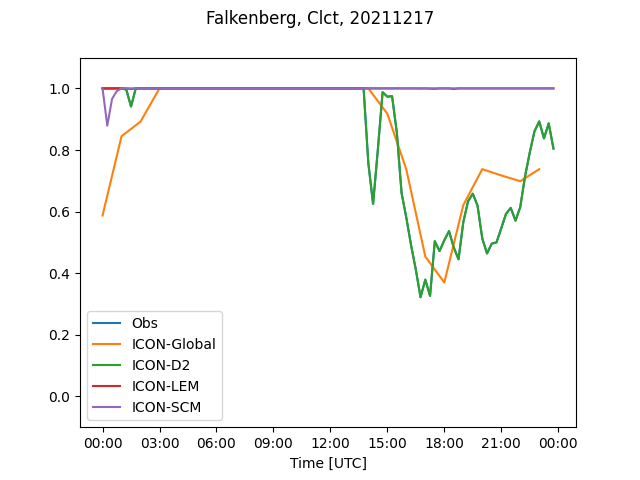 Falkenberg, Clct, 20211217
1.0
0.8
0.6
0.4
0.2
0.0
Obs
ICON-Global
ICON-D2
ICON-LEM
ICON-SCM
00:00 03:00 06:00 09:00 12:00 15:00 18:00 21:00 00:00
Time [UTC]